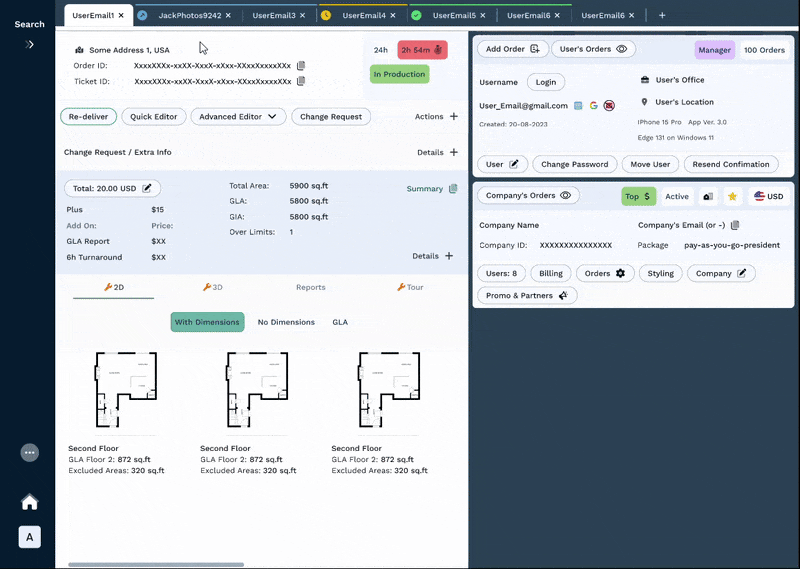 Search
UserEmail1 × JackPhotos9242 × UserEmail3 × UserEmail4 × UserEmail5 × UserEmail6 × UserEmail6 × +
Some Address 1, USA
24h 2h 54m
Order ID: XxxxXXXx-xxXX-XxxX-xXxx-XXxxXxxxxXXx
Ticket ID: XxxxXXXx-xxXX-XxxX-xXxx-XXxxXxxxxXXx
In Production
Re-deliver Quick Editor Advanced Editor Change Request Actions +
Change Request / Extra Info Details +
Total: 20.00 USD
Plus $15
Add On: Price:
GLA Report $XX
6h Turnaround $XX
Total Area: 5900 sq.ft
GLA: 5800 sq.ft
GIA: 5800 sq.ft
Over Limits: 1
Summary
Details +
2D 3D Reports Tour
With Dimensions No Dimensions GLA
Second Floor
GLA Floor 2: 872 sq.ft
Excluded Areas: 320 sq.ft
Second Floor
GLA Floor 2: 872 sq.ft
Excluded Areas: 320 sq.ft
Second Floor
GLA Floor 2: 872 sq.ft
Excluded Areas: 320 sq.ft
A
Add Order User's Orders Manager 100 Orders
Username Login
User_Email@gmail.com
Created: 20-08-2023
User's Office
User's Location
iPhone 15 Pro App Ver. 3.0
Edge 131 on Windows 11
User Change Password Move User Resend Confimation
Company's Orders Top $ Active USD
Company Name Company's Email (or -)
Company ID: XXXXXXXXXXXXXXX Package pay-as-you-go-president
Users: 8 Billing Orders Styling Company
Promo & Partners